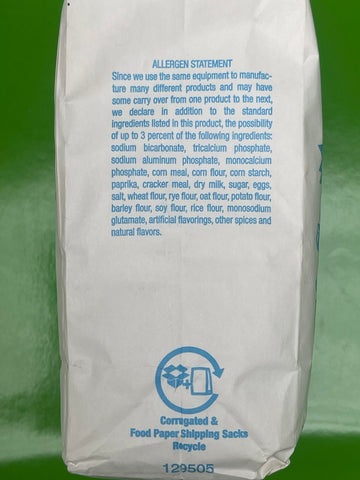 ALLERGEN STATEMENT
Since we use the same equipment to manufac-
ture many different products and may have
some carry over from one product to the next,
we declare in addition to the standard
ingredients listed in this product, the possibility
of up to 3 percent of the following ingredients:
sodium bicarbonate, tricalcium phosphate,
sodium aluminum phosphate, monocalcium
phosphate, corn meal, corn flour, corn starch,
paprika, cracker meal, dry milk, sugar, eggs,
salt, wheat flour, rye flour, oat flour, potato flour,
barley flour, soy flour, rice flour, monosodium
glutamate, artificial flavorings, other spices and
natural flavors.
Corrugated &
Food Paper Shipping Sacks
Recycle
129505